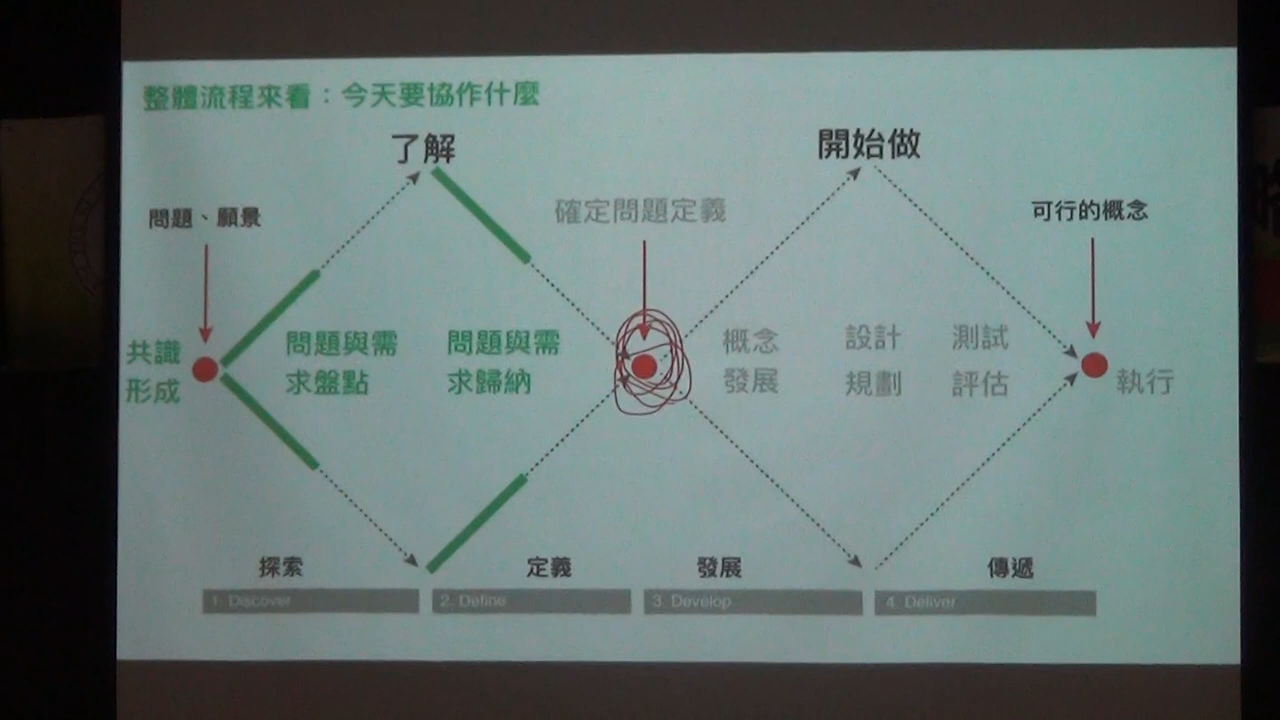 整體流程來看：今天要協作什麼
了解
開始做
問題、願景
確定問題定義
可行的概念
共識
形成
問題與需
求盤點
問題與需
求歸納
概念
發展
設計
規劃
測試
評估
執行
探索
定義
發展
傳遞
1. Discover
2. Define
3. Develop
4. Deliver